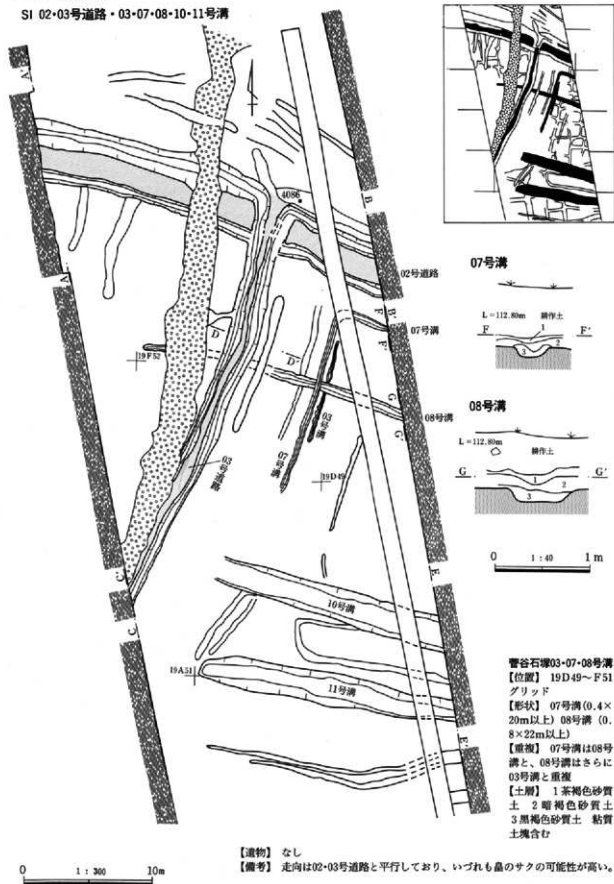 SI 02・03号道路・03・07・08・10・11号溝
A
A'
4086
B
B'
02号道路
F
F'
07号溝
D
D'
19F52
G
G'
08号溝
03号溝
07号溝
19D49
03号道路
C'
C
E
E'
10号溝
19A51
11号溝
07号溝
L=112.80m 耕作土
F 1 F'
2
3
08号溝
L=112.80m 耕作土
G G'
1
2
3
0 1:40 1m
菅谷石塚03・07・08号溝
【位置】 19D49～F51
グリッド
【形状】 07号溝(0.4×
20m以上) 08号溝 (0.
8×22m以上)
【重複】 07号溝は08号
溝と、08号溝はさらに
03号溝と重複
【土層】 1茶褐色砂質
土 2暗褐色砂質土
3黒褐色砂質土 粘質
土塊含む
【遺物】 なし
【備考】 走向は02・03号道路と平行しており、いづれも畠のサクの可能性が高い。
0 1:300 10m